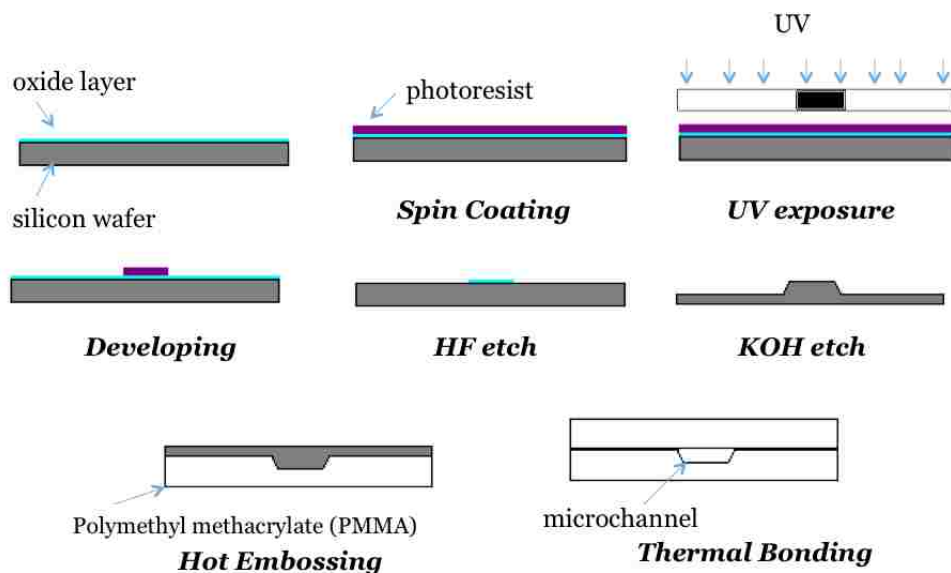 UV
oxide layer
photoresist
silicon wafer
Spin Coating
UV exposure
Developing
HF etch
KOH etch
Polymethyl methacrylate (PMMA)
microchannel
Hot Embossing
Thermal Bonding